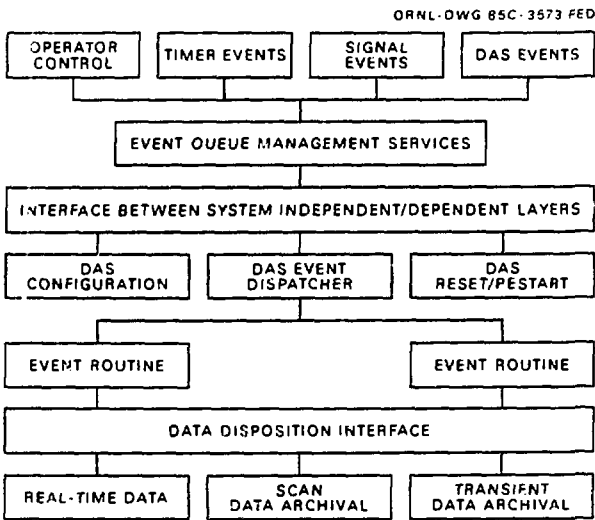 ORNL-DWG 85C-3573 FED
OPERATOR
CONTROL
TIMER EVENTS
SIGNAL
EVENTS
DAS EVENTS
EVENT QUEUE MANAGEMENT SERVICES
INTERFACE BETWEEN SYSTEM INDEPENDENT/DEPENDENT LAYERS
DAS
CONFIGURATION
DAS EVENT
DISPATCHER
DAS
RESET/RESTART
EVENT ROUTINE
EVENT ROUTINE
DATA DISPOSITION INTERFACE
REAL-TIME DATA
SCAN
DATA ARCHIVAL
TRANSIENT
DATA ARCHIVAL